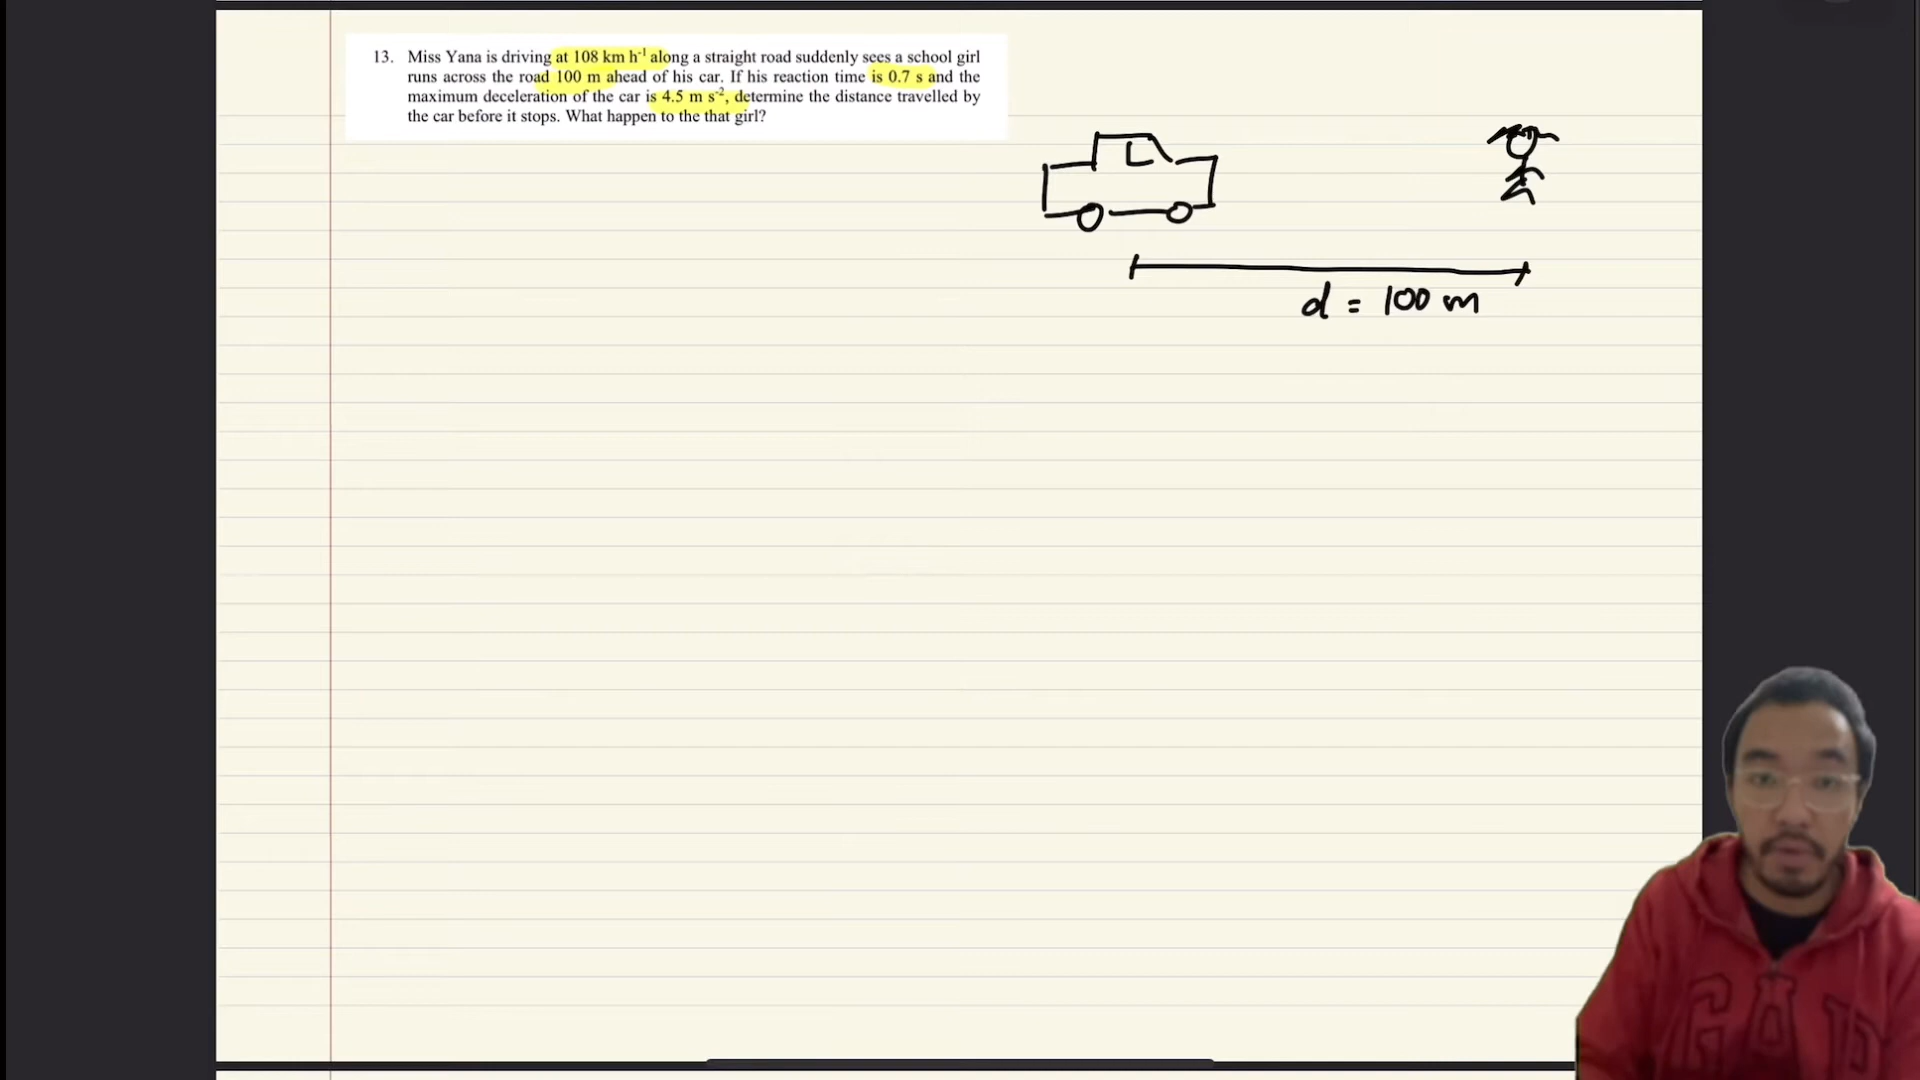 13. Miss Yana is driving at 108 km h⁻¹ along a straight road suddenly sees a school girl
runs across the road 100 m ahead of his car. If his reaction time is 0.7 s and the
maximum deceleration of the car is 4.5 m s⁻², determine the distance travelled by
the car before it stops. What happen to the that girl?
d = 100 m
GAP